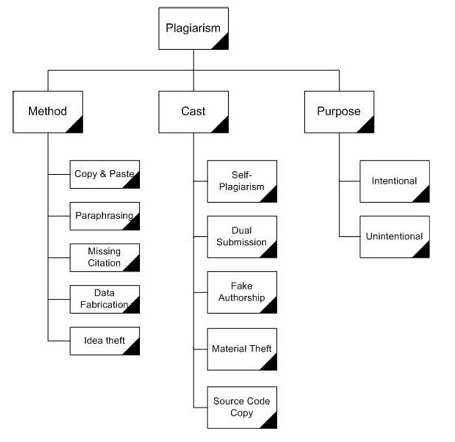 Plagiarism
Method
Cast
Purpose
Copy & Paste
Paraphrasing
Missing
Citation
Data
Fabrication
Idea theft
Self-
Plagiarism
Dual
Submission
Fake
Authorship
Material Theft
Source Code
Copy
Intentional
Unintentional